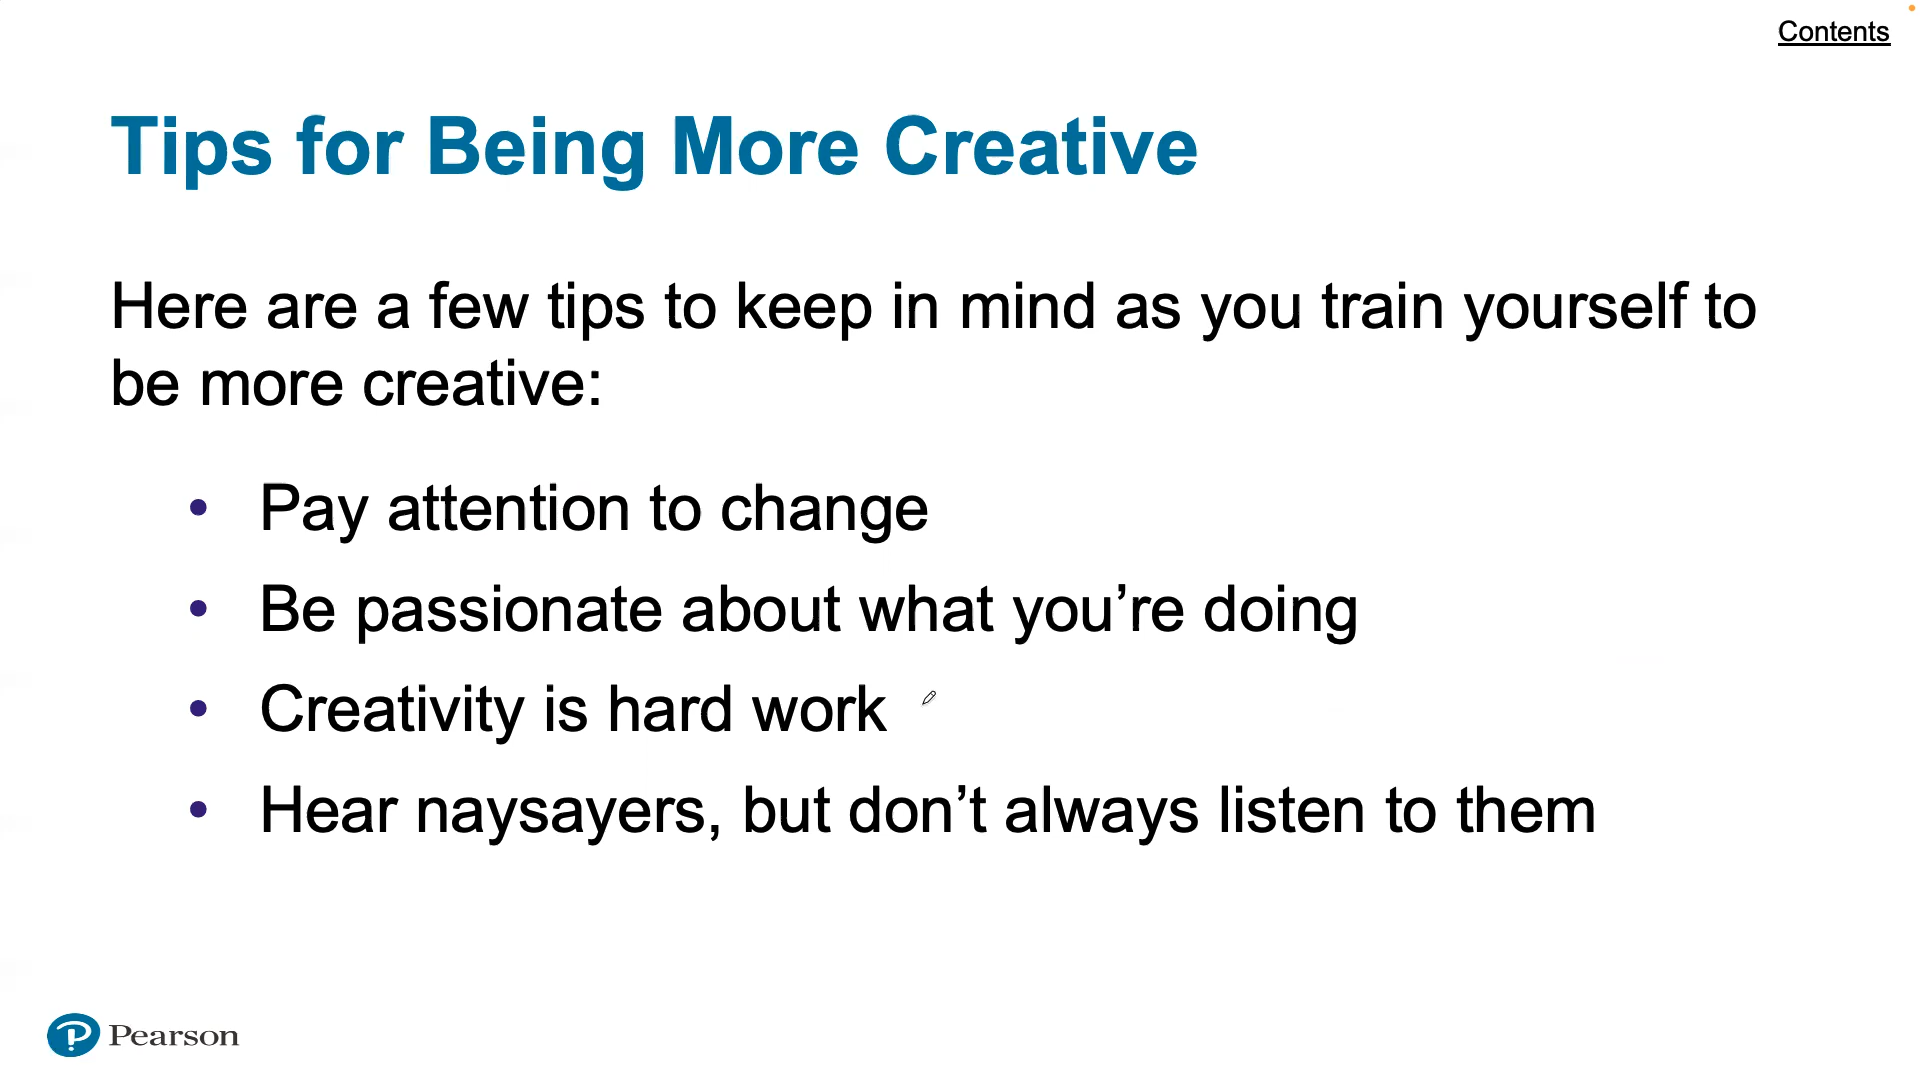 Contents
Tips for Being More Creative
Here are a few tips to keep in mind as you train yourself to
be more creative:
• Pay attention to change
• Be passionate about what you’re doing
• Creativity is hard work
• Hear naysayers, but don’t always listen to them
Pearson